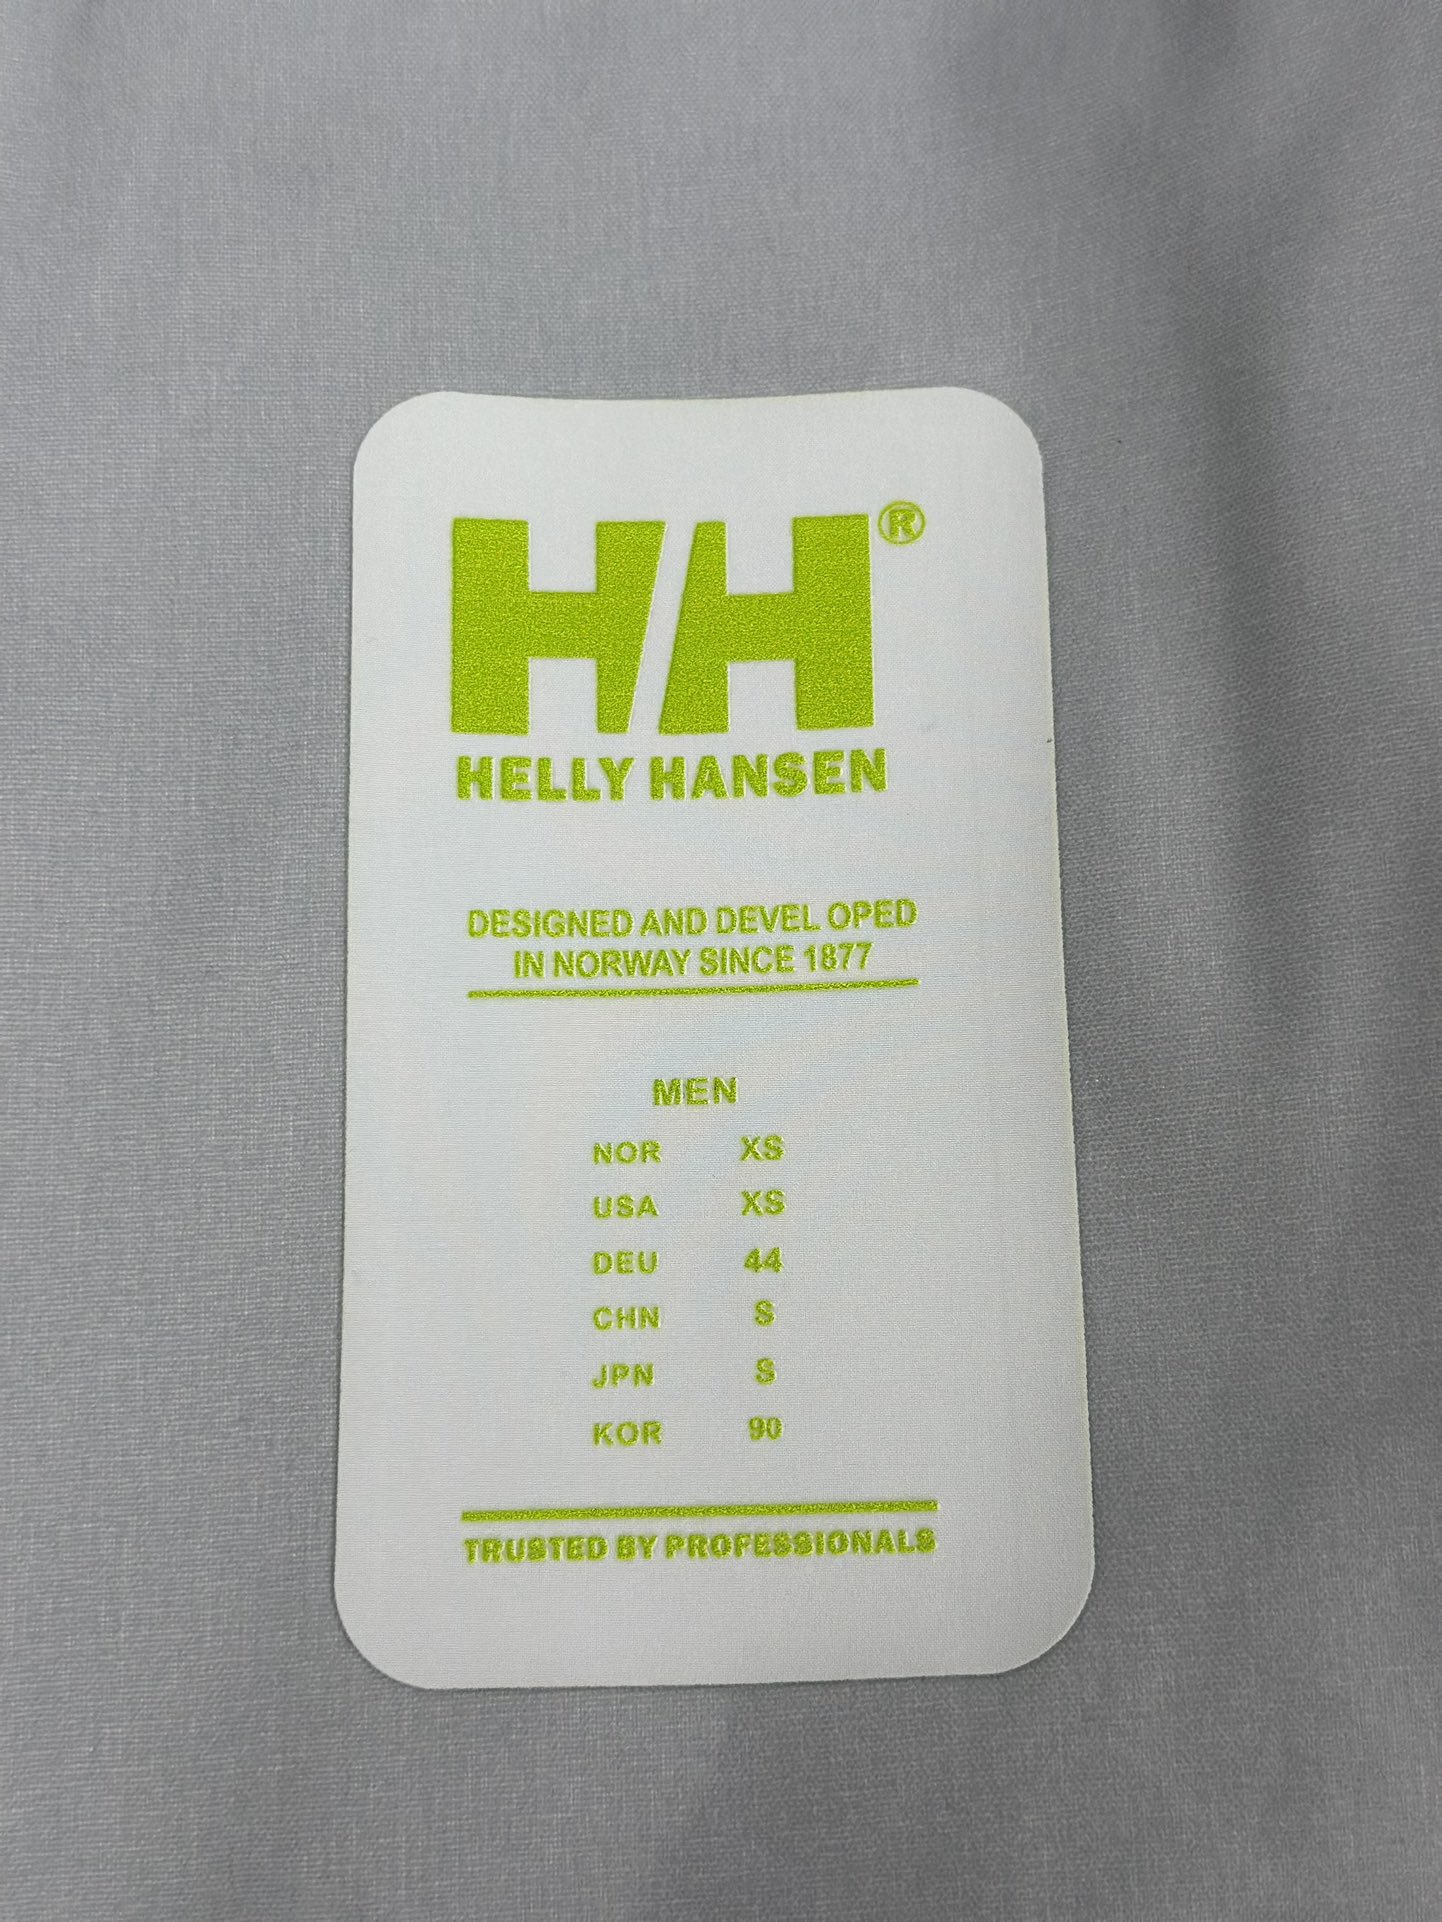 HH®
HELLY HANSEN
DESIGNED AND DEVEL OPED
IN NORWAY SINCE 1877
MEN
NOR XS
USA XS
DEU 44
CHN S
JPN S
KOR 90
TRUSTED BY PROFESSIONALS